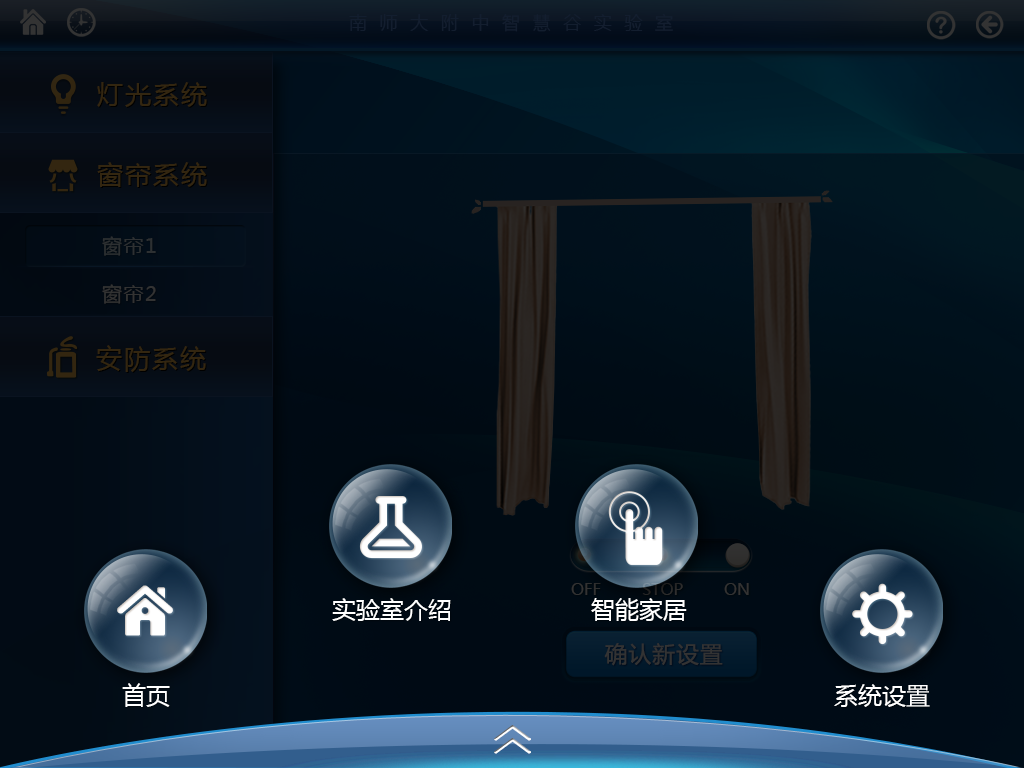 南师大附中智慧谷实验室
灯光系统
窗帘系统
窗帘1
窗帘2
安防系统
OFF STOP ON
确认新设置
首页
实验室介绍
智能家居
系统设置